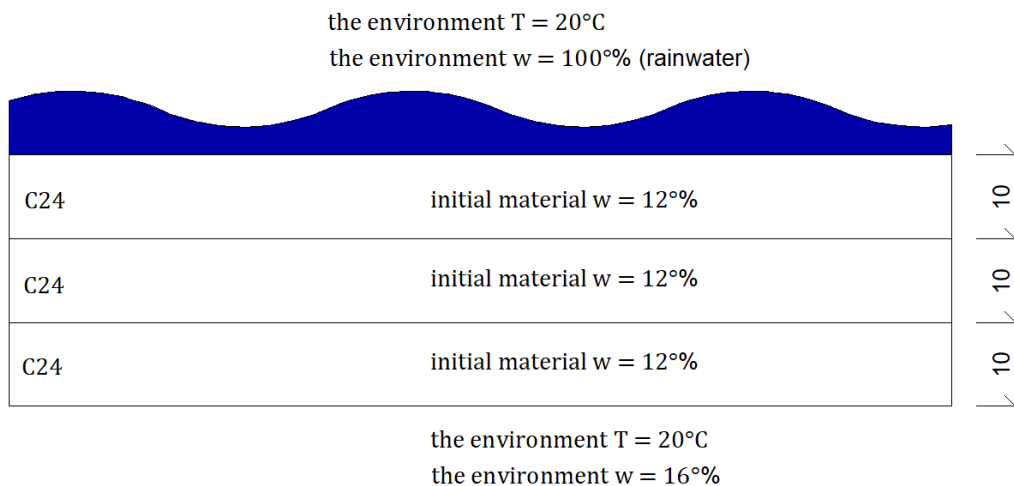 the environment T = 20°C
the environment w = 100°% (rainwater)
C24 initial material w = 12°% 10
C24 initial material w = 12°% 10
C24 initial material w = 12°% 10
the environment T = 20°C
the environment w = 16°%